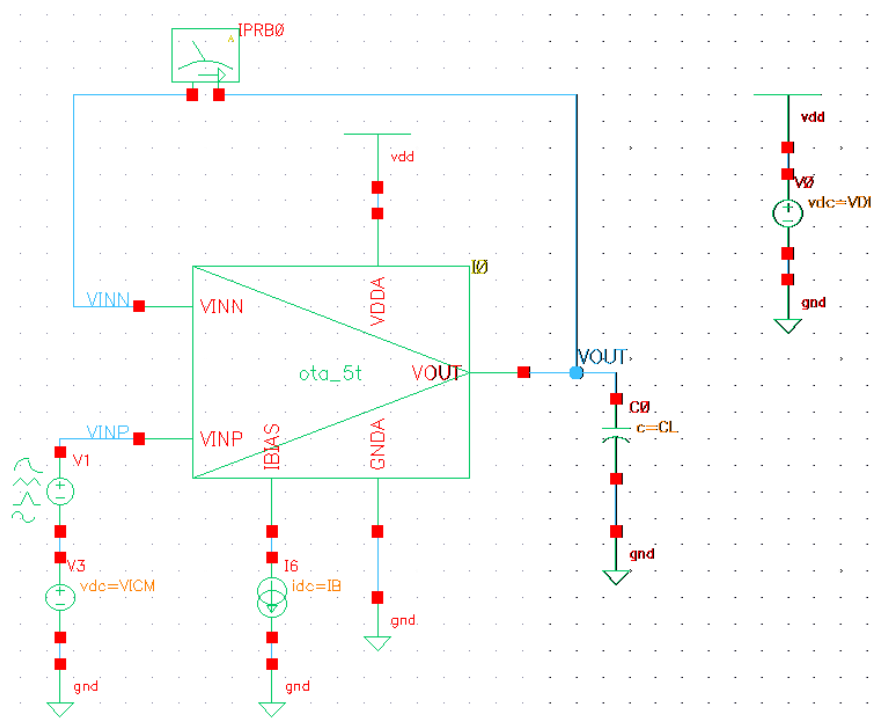 IPRB0
A
vdd
vdd
V0
vdc=VDI
gnd
I0
VINN
VINN
VDDA
ota_5t
VOUT
VOUT
C0
c=CL
gnd
VINP
VINP
IBIAS
GNDA
V1
V3
vdc=VICM
I6
idc=IB
gnd
gnd
gnd